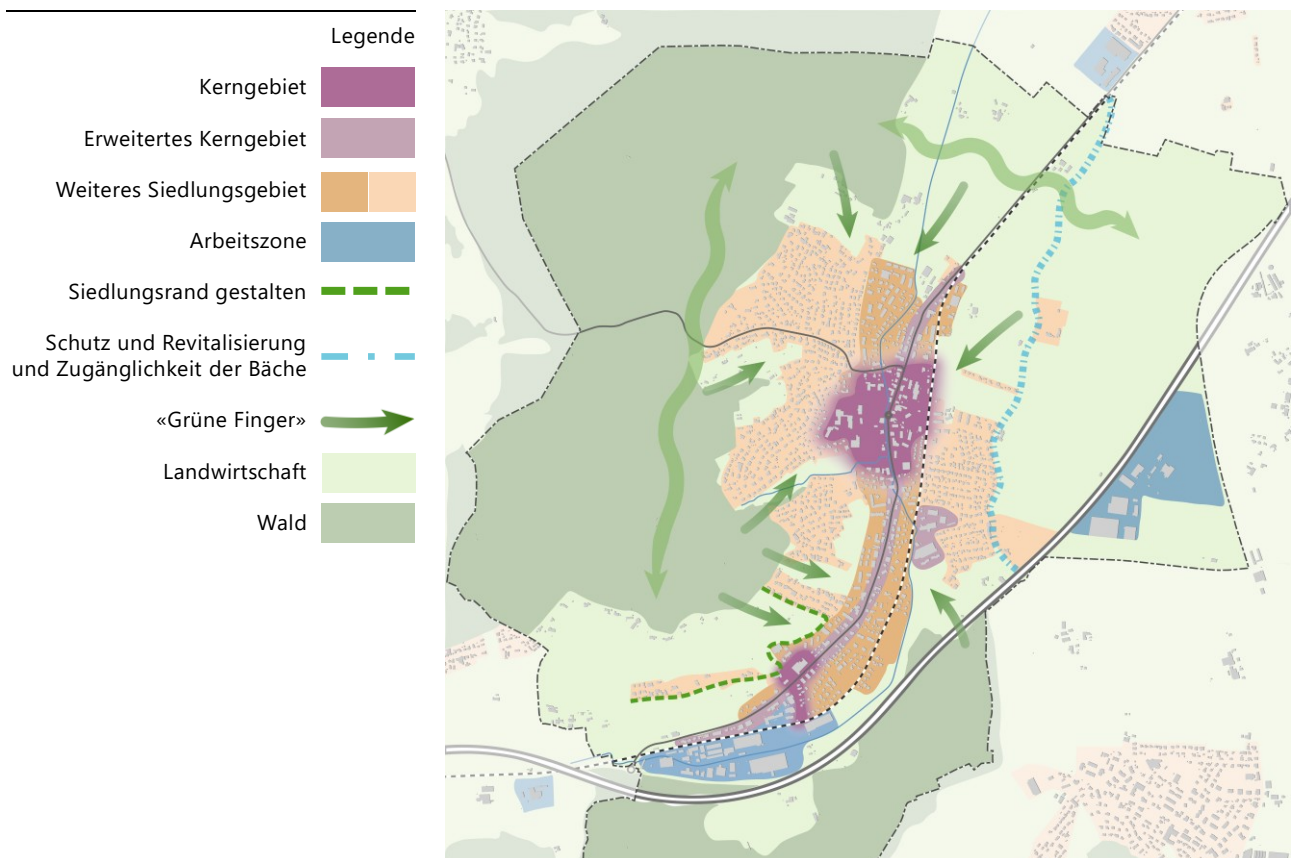 Legende
Kerngebiet
Erweitertes Kerngebiet
Weiteres Siedlungsgebiet
Arbeitszone
Siedlungsrand gestalten
Schutz und Revitalisierung
und Zugänglichkeit der Bäche
«Grüne Finger»
Landwirtschaft
Wald